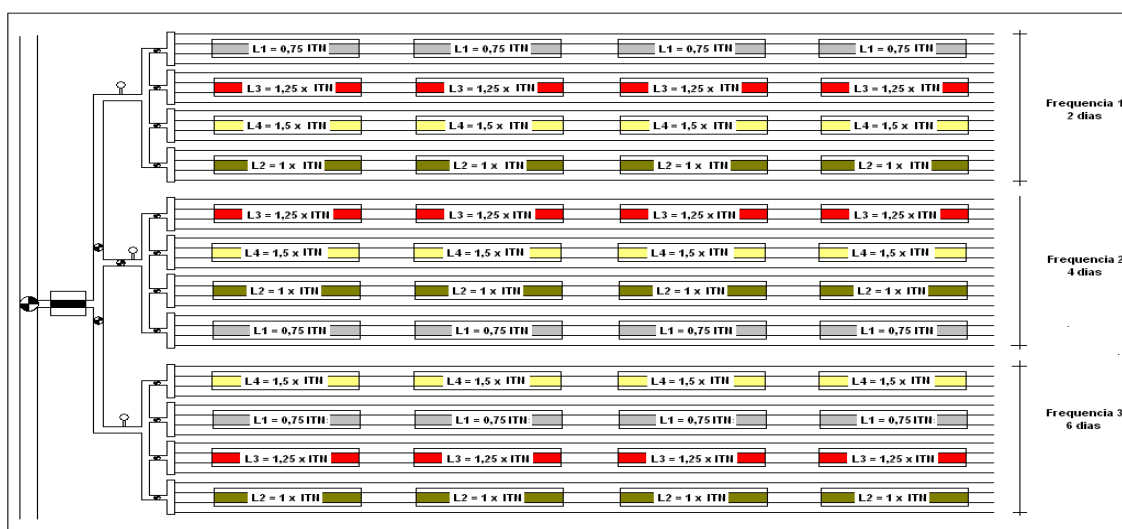 L1 = 0,75 ITN L1 = 0,75 ITN L1 = 0,75 ITN L1 = 0,75 ITN
L3 = 1,25 x ITN L3 = 1,25 x ITN L3 = 1,25 x ITN L3 = 1,25 x ITN
Frequencia 1
2 dias
L4 = 1,5 x ITN L4 = 1,5 x ITN L4 = 1,5 x ITN L4 = 1,5 x ITN
L2 = 1 x ITN L2 = 1 x ITN L2 = 1 x ITN L2 = 1 x ITN
L3 = 1,25 x ITN L3 = 1,25 x ITN L3 = 1,25 x ITN L3 = 1,25 x ITN
L4 = 1,5 x ITN L4 = 1,5 x ITN L4 = 1,5 x ITN L4 = 1,5 x ITN
Frequencia 2
4 dias
L2 = 1 x ITN L2 = 1 x ITN L2 = 1 x ITN L2 = 1 x ITN
L1 = 0,75 ITN L1 = 0,75 ITN L1 = 0,75 ITN L1 = 0,75 ITN
L4 = 1,5 x ITN L4 = 1,5 x ITN L4 = 1,5 x ITN L4 = 1,5 x ITN
L1 = 0,75 ITN: L1 = 0,75 ITN: L1 = 0,75 ITN: L1 = 0,75 ITN:
Frequencia 3
6 dias
L3 = 1,25 x ITN L3 = 1,25 x ITN L3 = 1,25 x ITN L3 = 1,25 x ITN
L2 = 1 x ITN L2 = 1 x ITN L2 = 1 x ITN L2 = 1 x ITN